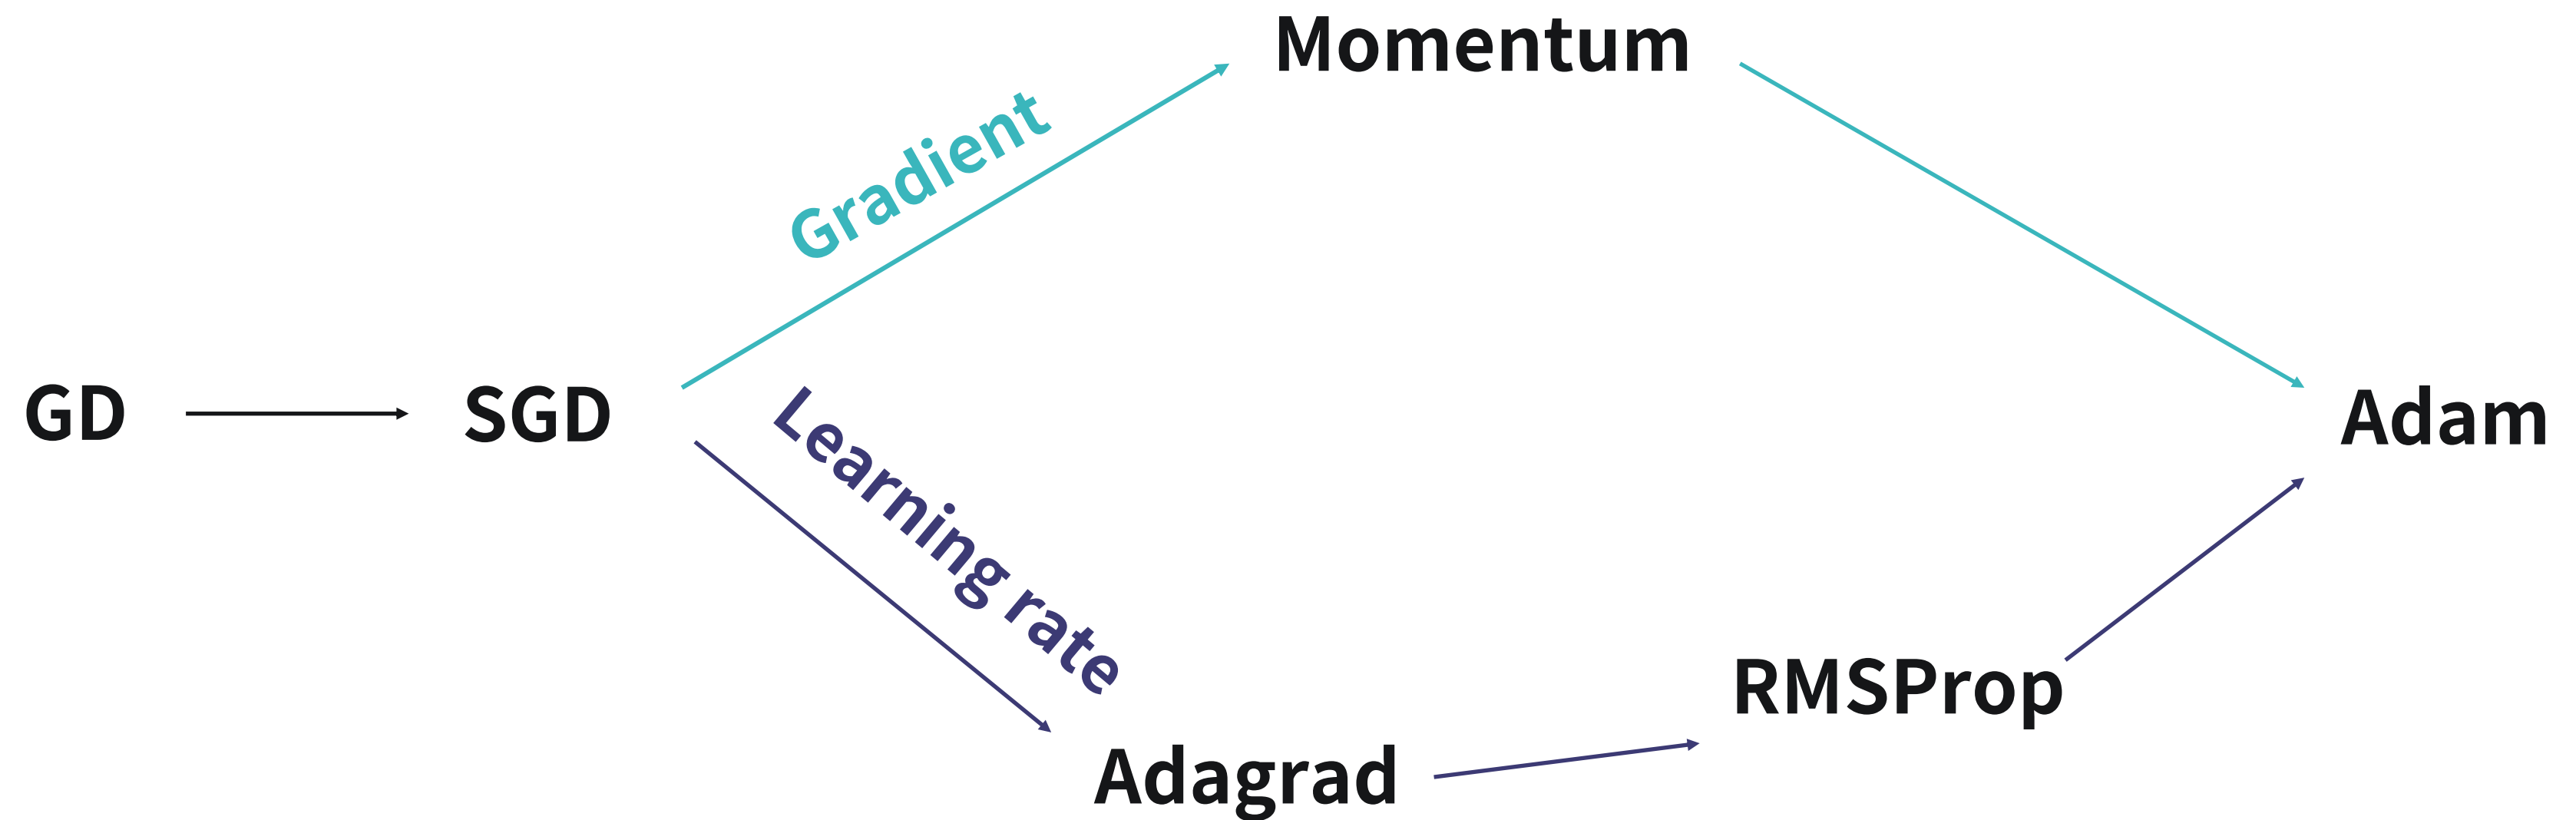 Momentum
Gradient
GD
SGD
Learning rate
Adam
RMSProp
Adagrad